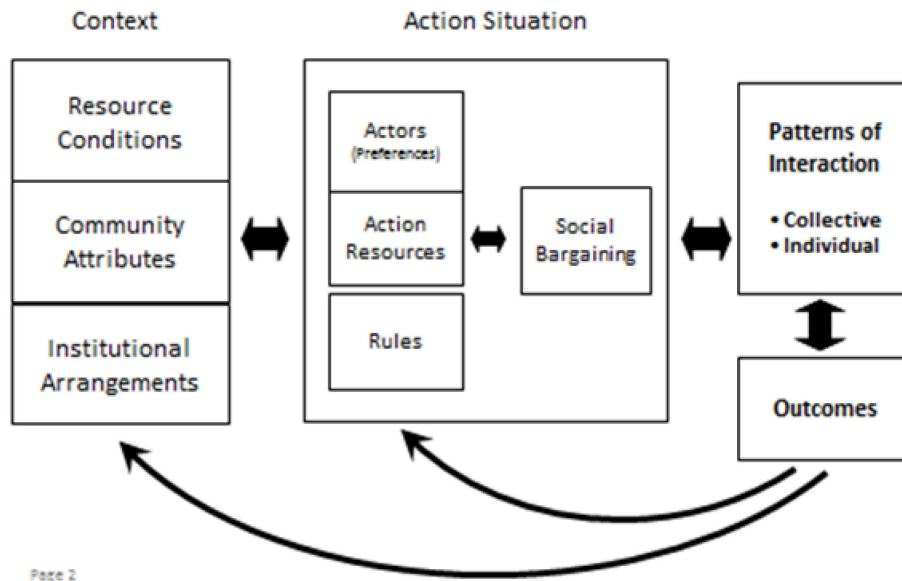 Context
Action Situation
Resource
Conditions
Community
Attributes
Institutional
Arrangements
Actors
(Preferences)
Action
Resources
Rules
Social
Bargaining
Patterns of
Interaction
• Collective
• Individual
Outcomes
Page 2